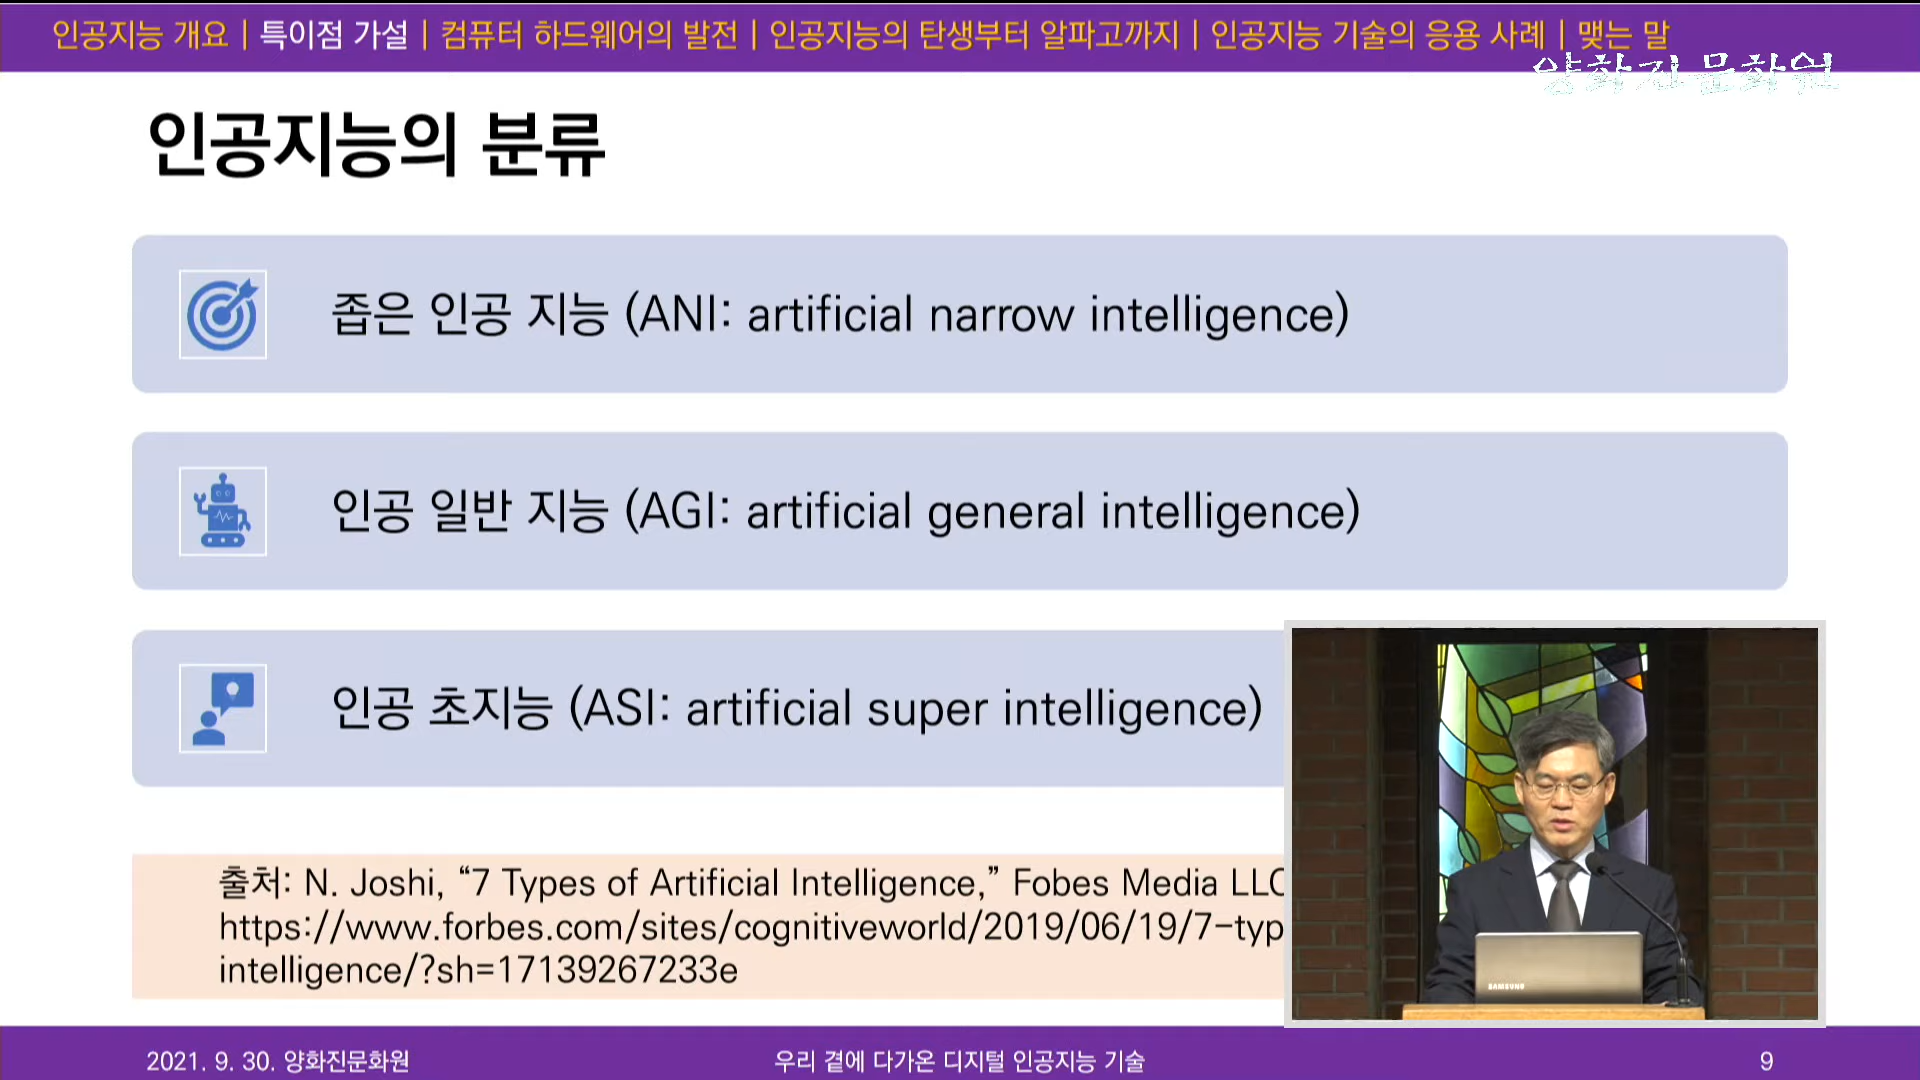 인공지능 개요 | 특이점 가설 | 컴퓨터 하드웨어의 발전 | 인공지능의 탄생부터 알파고까지 | 인공지능 기술의 응용 사례 | 맺는 말
양화진문화원
인공지능의 분류
좁은 인공 지능 (ANI: artificial narrow intelligence)
인공 일반 지능 (AGI: artificial general intelligence)
인공 초지능 (ASI: artificial super intelligence)
출처: N. Joshi, “7 Types of Artificial Intelligence,” Fobes Media LLC
https://www.forbes.com/sites/cognitiveworld/2019/06/19/7-typ
intelligence/?sh=17139267233e
SAMSUNG
2021. 9. 30. 양화진문화원
우리 곁에 다가온 디지털 인공지능 기술
9